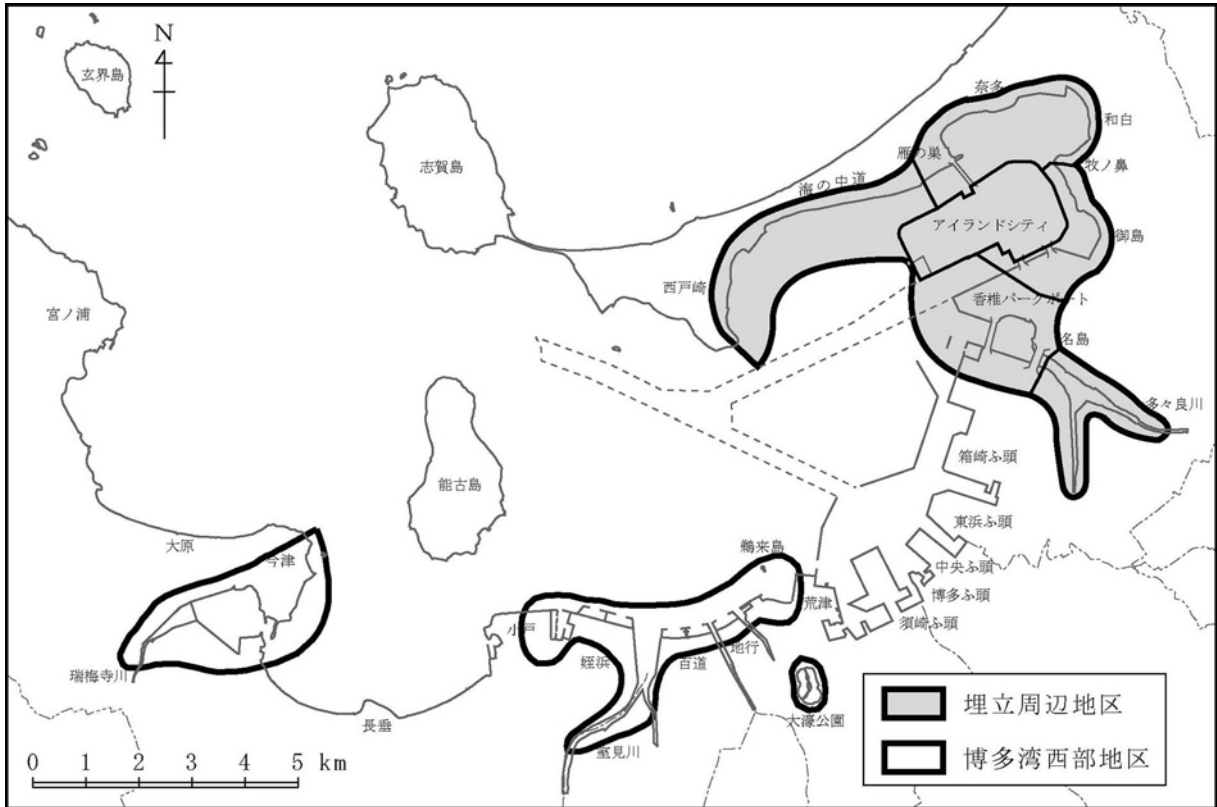 N
玄界島
志賀島
奈多
和白
雁の巣
牧ノ鼻
海の中道
アイランドシティ
御島
西戸崎
香椎パークポート
宮ノ浦
名島
多々良川
箱崎ふ頭
能古島
東浜ふ頭
大原
今津
鵜来島
中央ふ頭
荒津
博多ふ頭
小戸
須崎ふ頭
瑞梅寺川
姪浜
百道
地行
大濠公園
長垂
室見川
埋立周辺地区
博多湾西部地区
0 1 2 3 4 5 km